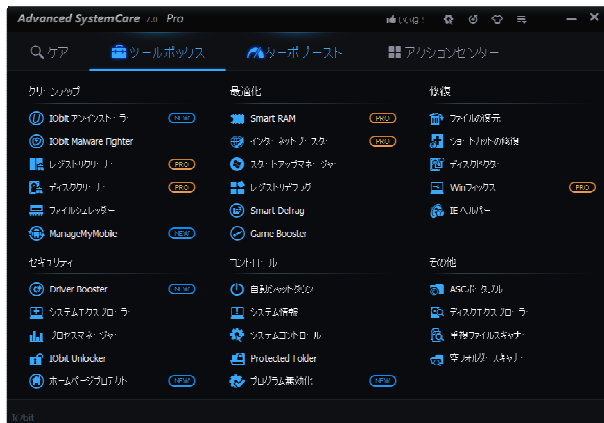 Advanced SystemCare 7.0 Pro
いいね!
ケア ツールボックス ターボブースト アクションセンター
クリーンアップ 最適化 修復
IObit アンインストーラー NEW Smart RAM PRO ファイルの復元
IObit Malware Fighter インターネットブースター PRO ショートカットの修復
レジストリクリーナー PRO スタートアップマネージャー ディスクドクター
ディスククリーナー PRO レジストリデフラグ Winフィックス PRO
ファイルシュレッダー Smart Defrag IEヘルパー
ManageMyMobile NEW Game Booster
セキュリティ コントロール その他
Driver Booster NEW 自動シャットダウン ASCポータブル
システムエクスプローラー システム情報 ディスクエクスプローラー
プロセスマネージャー システムコントロール 重複ファイルスキャナー
IObit Unlocker Protected Folder 空フォルダースキャナー
ホームページプロテクト NEW プログラム無効化 NEW
IObit